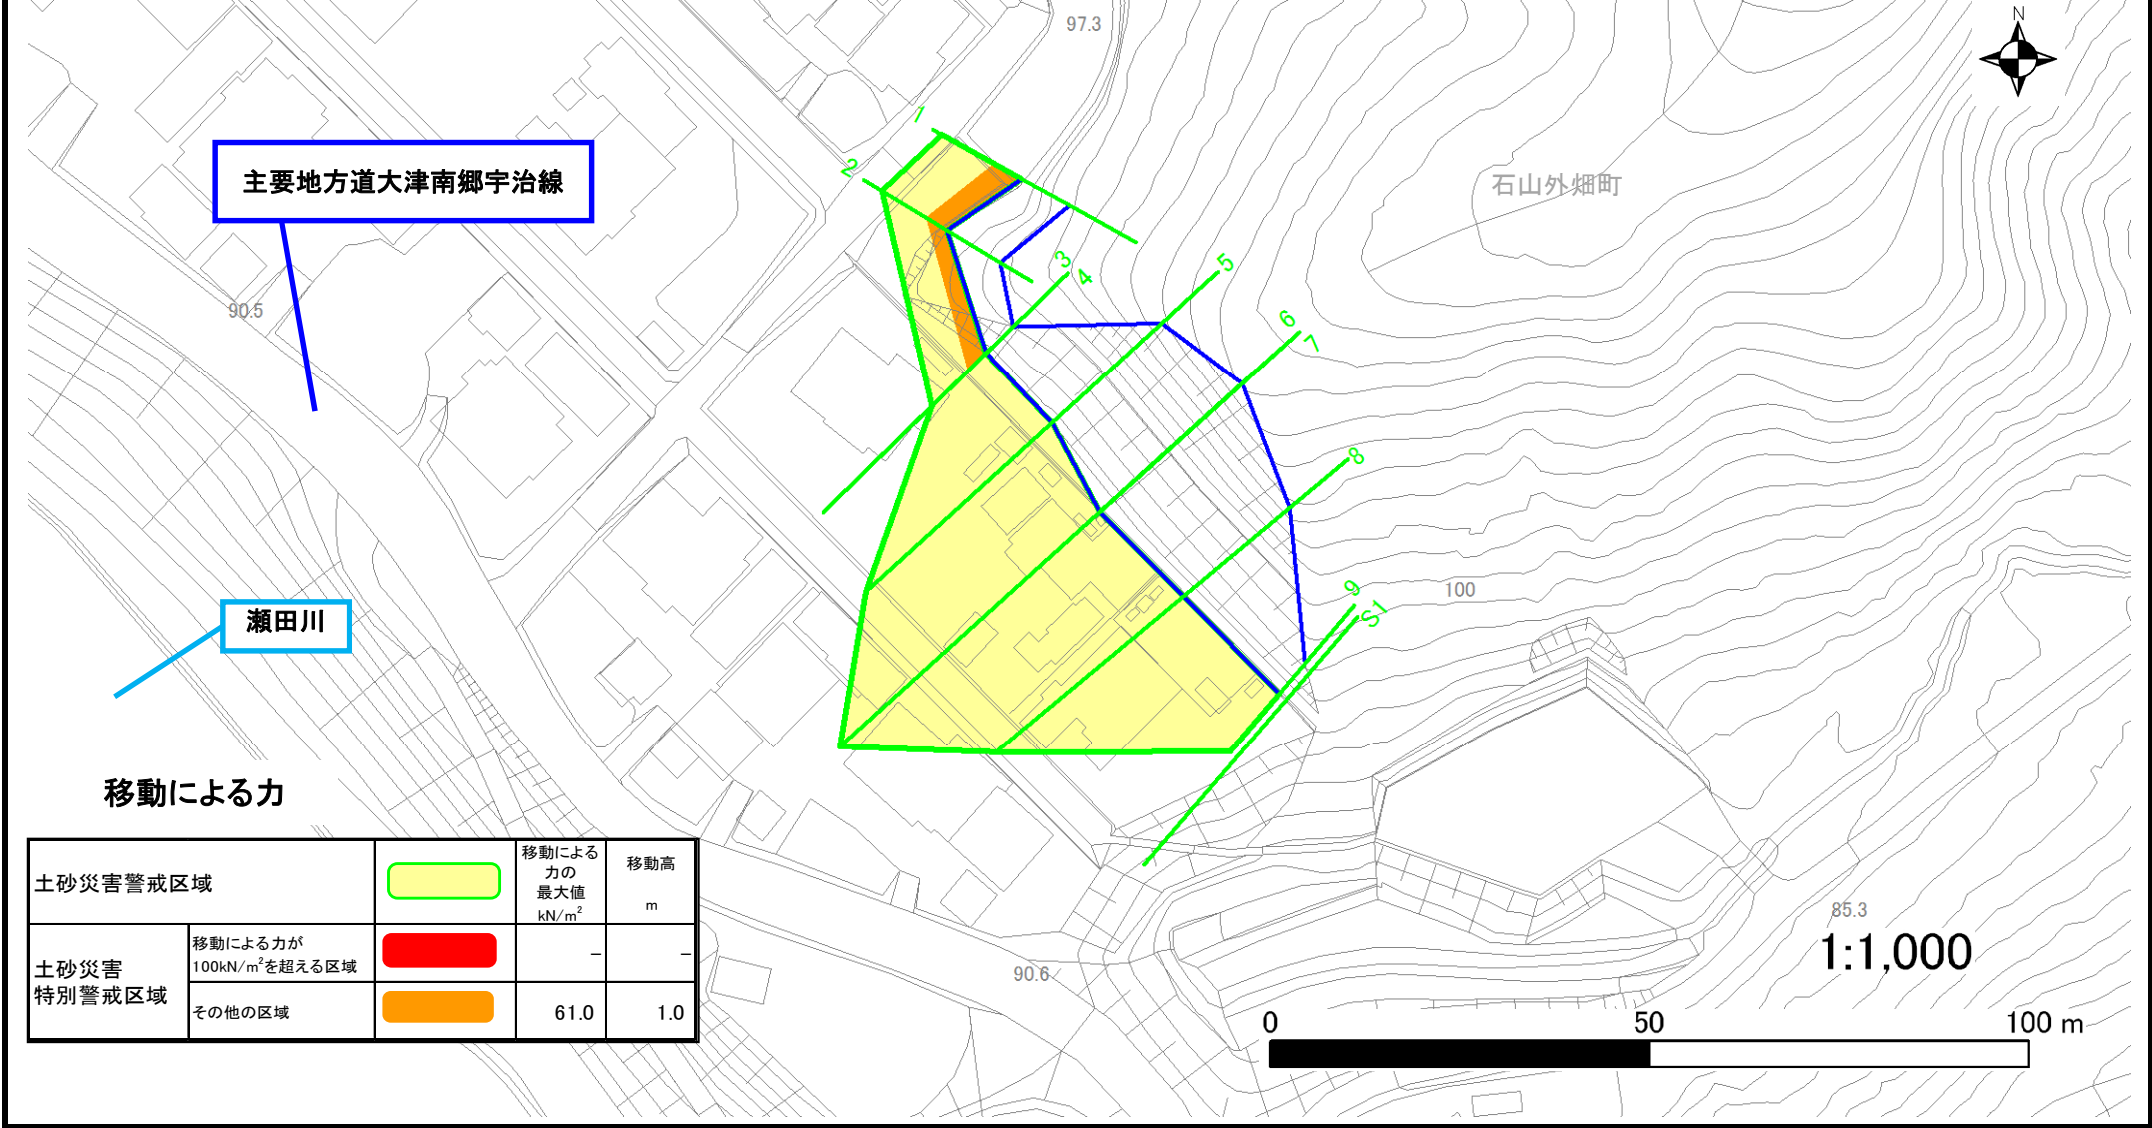 97.3
N
1
2
主要地方道大津南郷宇治線
石山外畑町
3
4
5
90.5
6
7
8
9
S1
100
瀬田川
移動による力
土砂災害警戒区域
移動による
力の
最大値
kN/m²
移動高
m
土砂災害
特別警戒区域
移動による力が
100kN/m²を超える区域
－
－
その他の区域
61.0
1.0
85.3
1:1,000
90.6
0
50
100 m